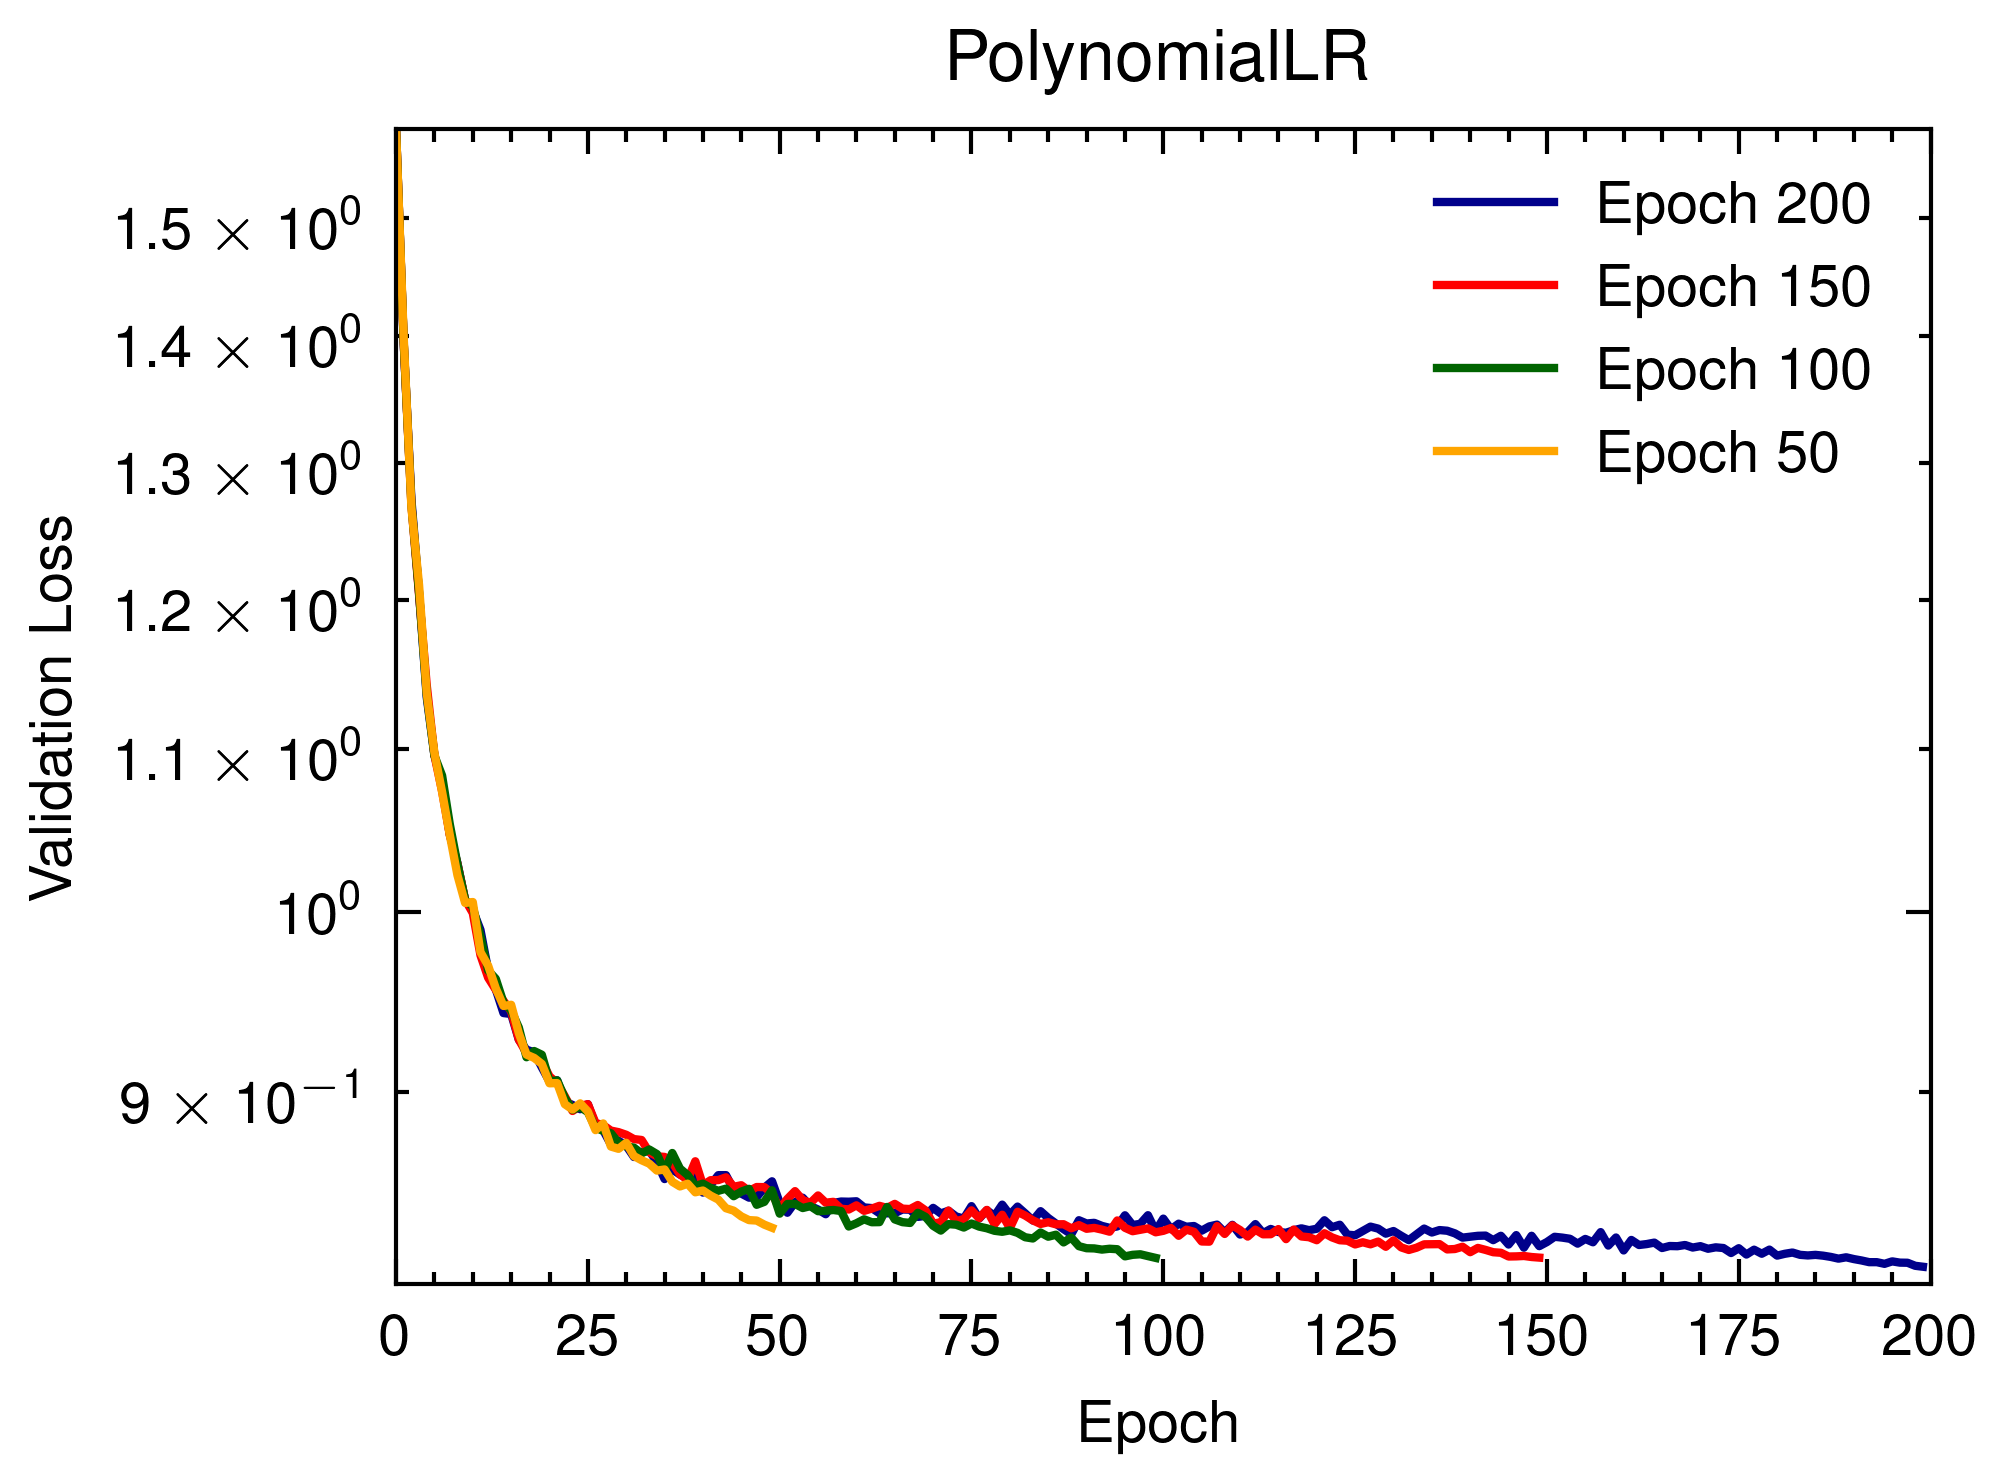 PolynomialLR
Validation Loss
1.5 × 10⁰
1.4 × 10⁰
1.3 × 10⁰
1.2 × 10⁰
1.1 × 10⁰
10⁰
9 × 10⁻¹
Epoch 200
Epoch 150
Epoch 100
Epoch 50
0 25 50 75 100 125 150 175 200
Epoch